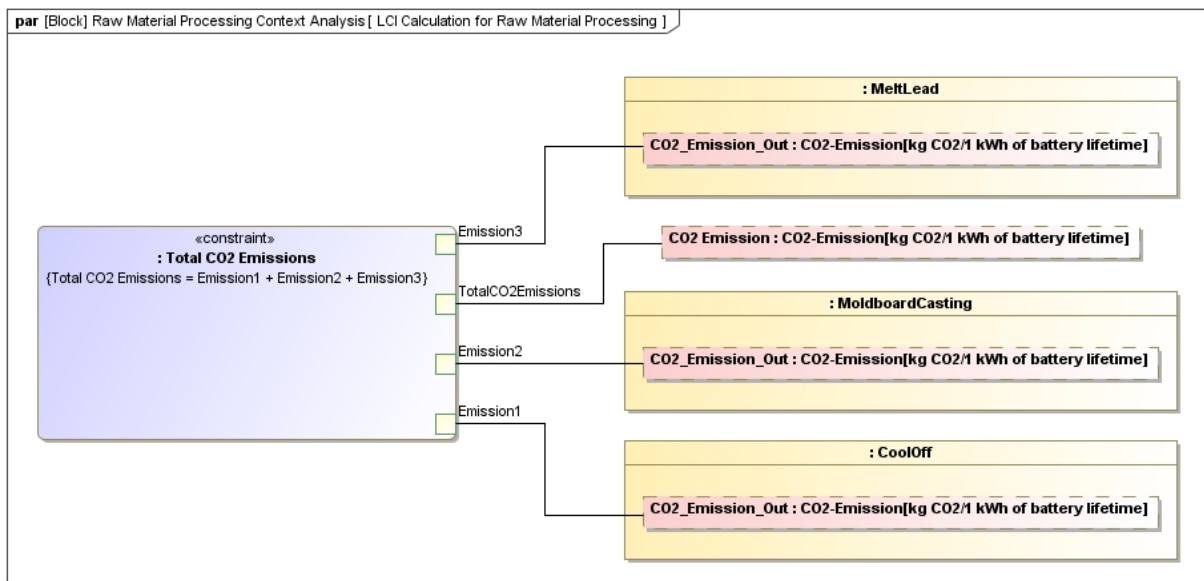 par [Block] Raw Material Processing Context Analysis [ LCI Calculation for Raw Material Processing ]
: MeltLead
CO2_Emission_Out : CO2-Emission[kg CO2/1 kWh of battery lifetime]
«constraint»
: Total CO2 Emissions
{Total CO2 Emissions = Emission1 + Emission2 + Emission3}
Emission3
CO2 Emission : CO2-Emission[kg CO2/1 kWh of battery lifetime]
TotalCO2Emissions
: MoldboardCasting
Emission2
CO2_Emission_Out : CO2-Emission[kg CO2/1 kWh of battery lifetime]
Emission1
: CoolOff
CO2_Emission_Out : CO2-Emission[kg CO2/1 kWh of battery lifetime]